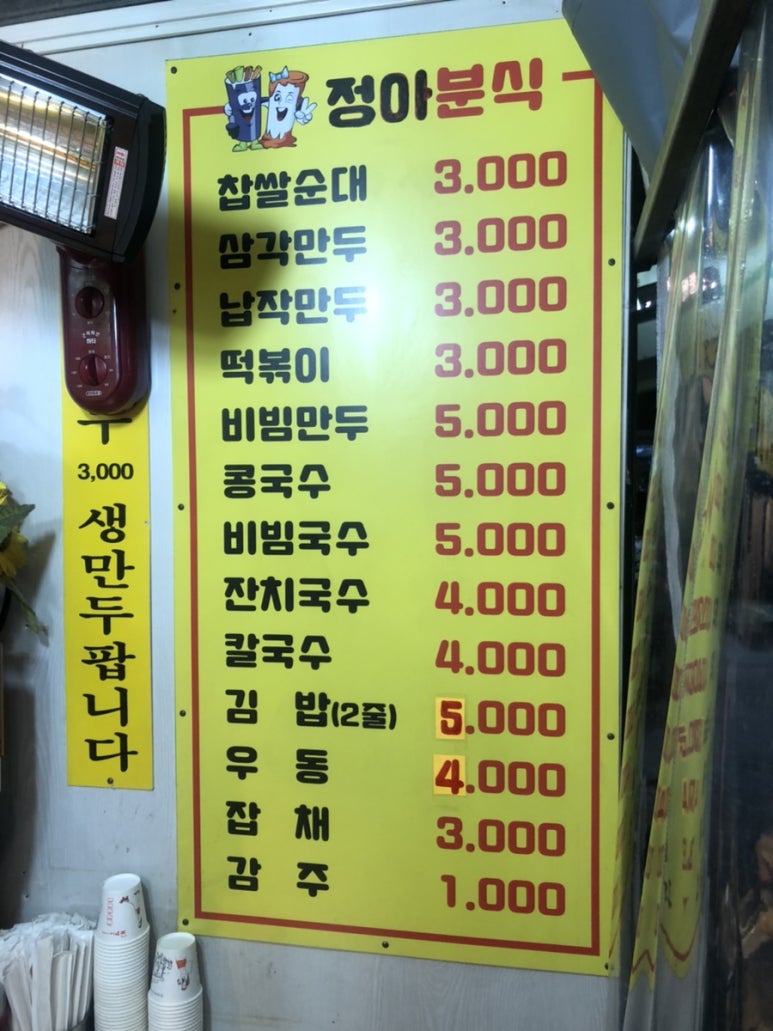 정아분식
찹쌀순대 3.000
삼각만두 3.000
납작만두 3.000
떡볶이 3.000
비빔만두 5.000
콩국수 5.000
비빔국수 5.000
잔치국수 4.000
칼국수 4.000
김 밥(2줄) 5.000
우 동 4.000
잡 채 3.000
감 주 1.000
3,000
생만두팝니다